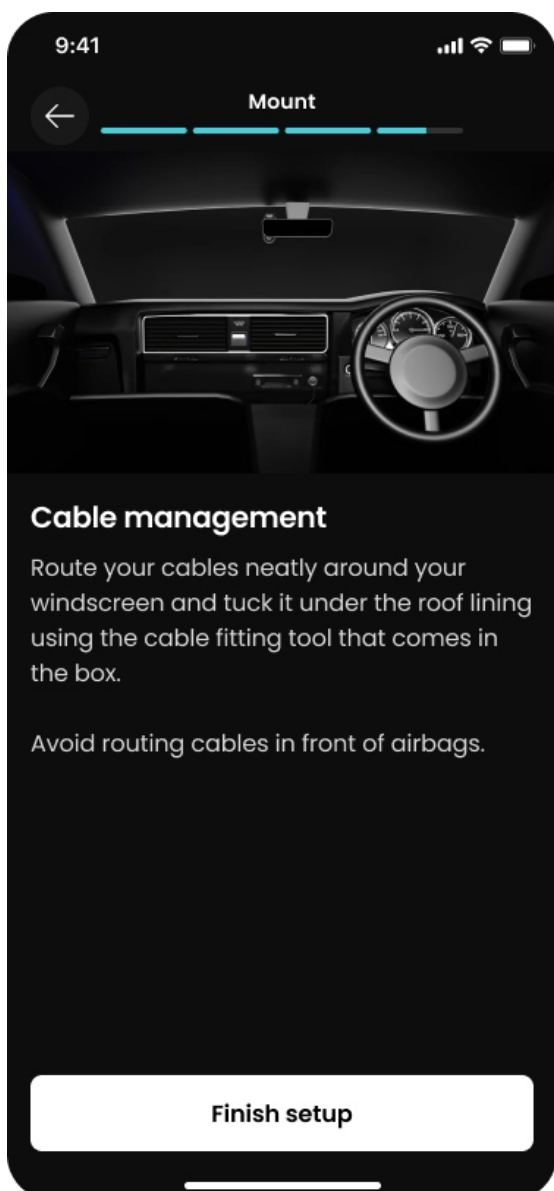 9:41
Mount
Cable management
Route your cables neatly around your
windscreen and tuck it under the roof lining
using the cable fitting tool that comes in
the box.
Avoid routing cables in front of airbags.
Finish setup